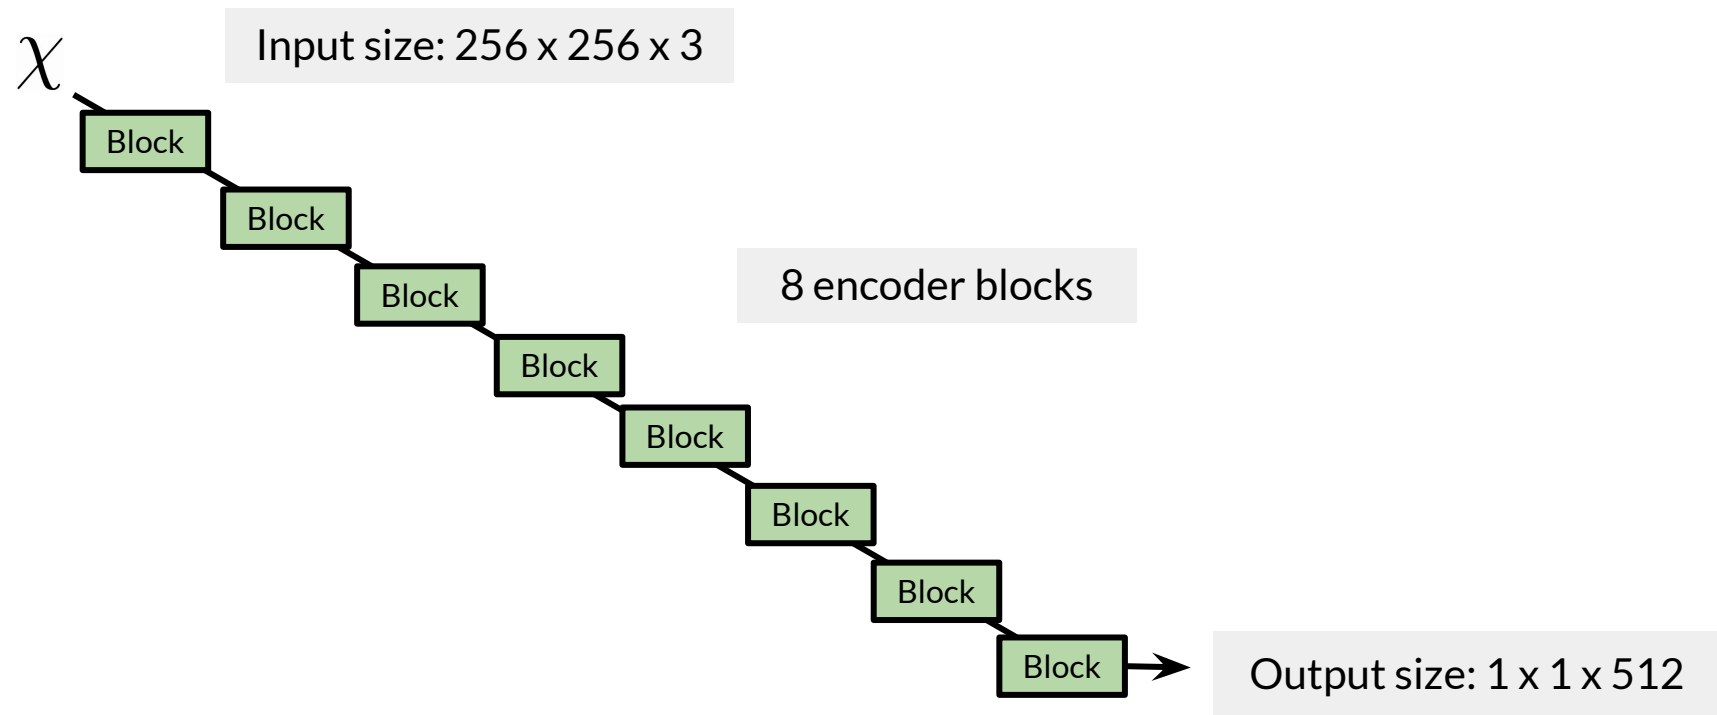 χ
Input size: 256 x 256 x 3
Block
Block
8 encoder blocks
Block
Block
Block
Block
Block
Block
Output size: 1 x 1 x 512